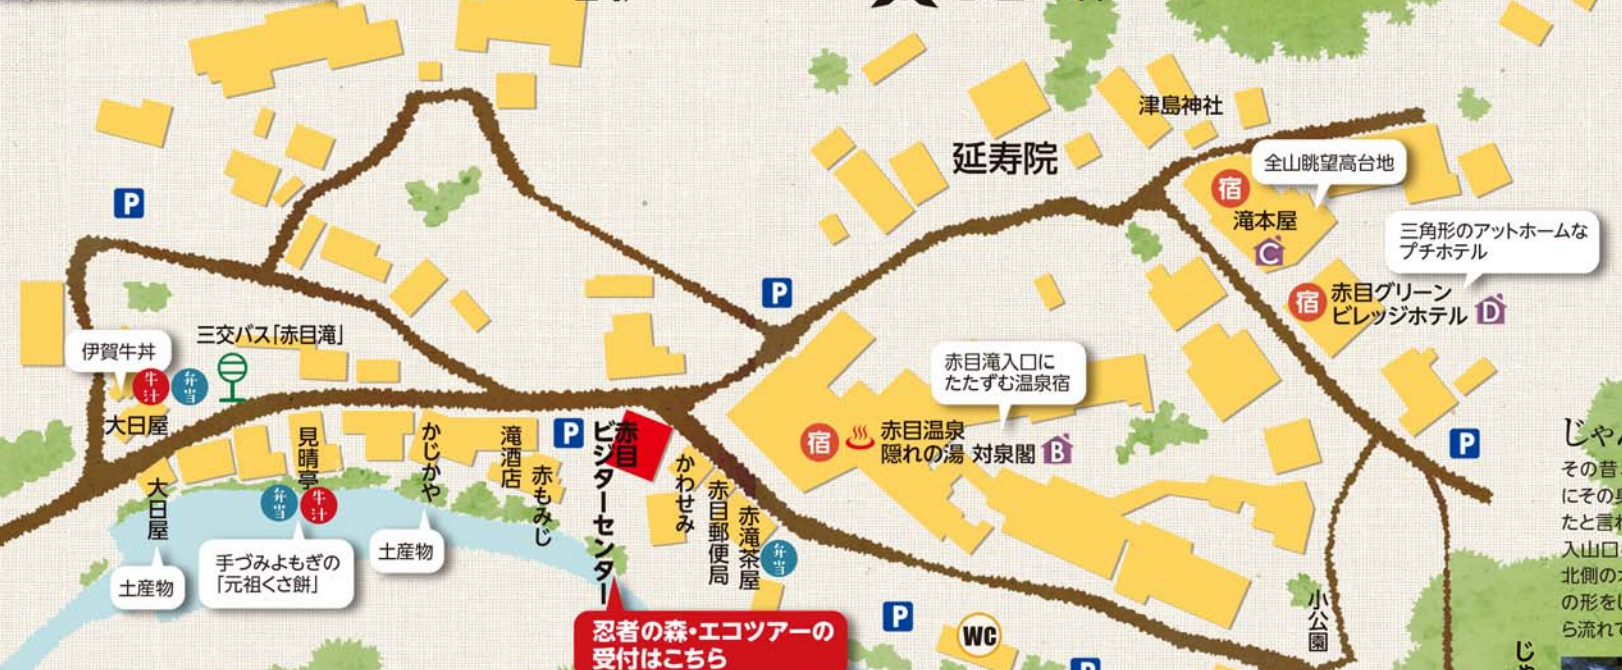 津島神社
延寿院
全山眺望高台地
宿
滝本屋
C
三角形のアットホームな
プチホテル
宿
赤目グリーン
ビレッジホテル
D
P
P
三交バス「赤目滝」
伊賀牛丼
牛汁
弁当
大日屋
赤目滝入口に
たたずむ温泉宿
宿
赤目温泉
隠れの湯 対泉閣
B
P
P
赤目
ビジターセンター
見晴亭
かじかや
滝酒店
赤もみじ
かわせみ
赤目郵便局
赤滝茶屋
弁当
大日屋
弁当
牛汁
土産物
手づみよもぎの
「元祖くさ餅」
土産物
忍者の森・エコツアーの
受付はこちら
P
WC
P
小公園
じゃ
その昔
にその
たと言
入山口
北側の
の形を
ら流れて
じ